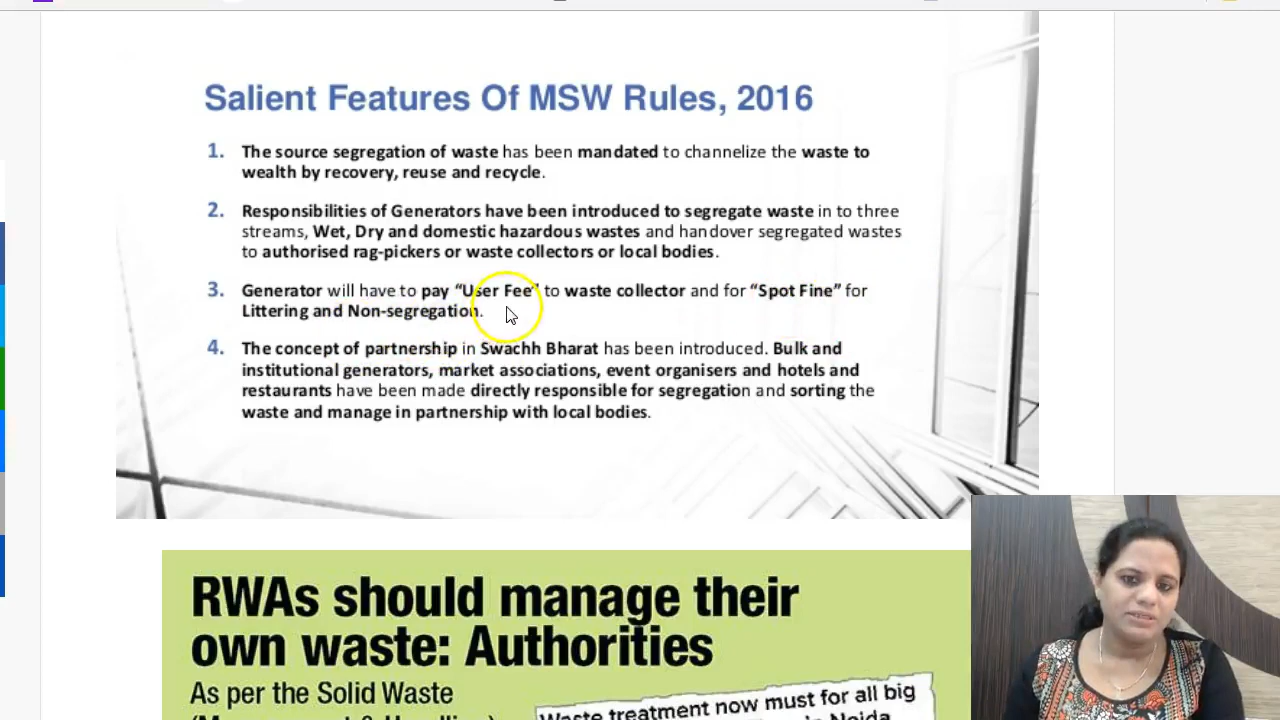 Salient Features Of MSW Rules, 2016
1. The source segregation of waste has been mandated to channelize the waste to
wealth by recovery, reuse and recycle.
2. Responsibilities of Generators have been introduced to segregate waste in to three
streams, Wet, Dry and domestic hazardous wastes and handover segregated wastes
to authorised rag-pickers or waste collectors or local bodies.
3. Generator will have to pay “User Fee” to waste collector and for “Spot Fine” for
Littering and Non-segregation.
4. The concept of partnership in Swachh Bharat has been introduced. Bulk and
institutional generators, market associations, event organisers and hotels and
restaurants have been made directly responsible for segregation and sorting the
waste and manage in partnership with local bodies.
RWAs should manage their
own waste: Authorities
As per the Solid Waste
Waste treatment now must for all big
in Noida